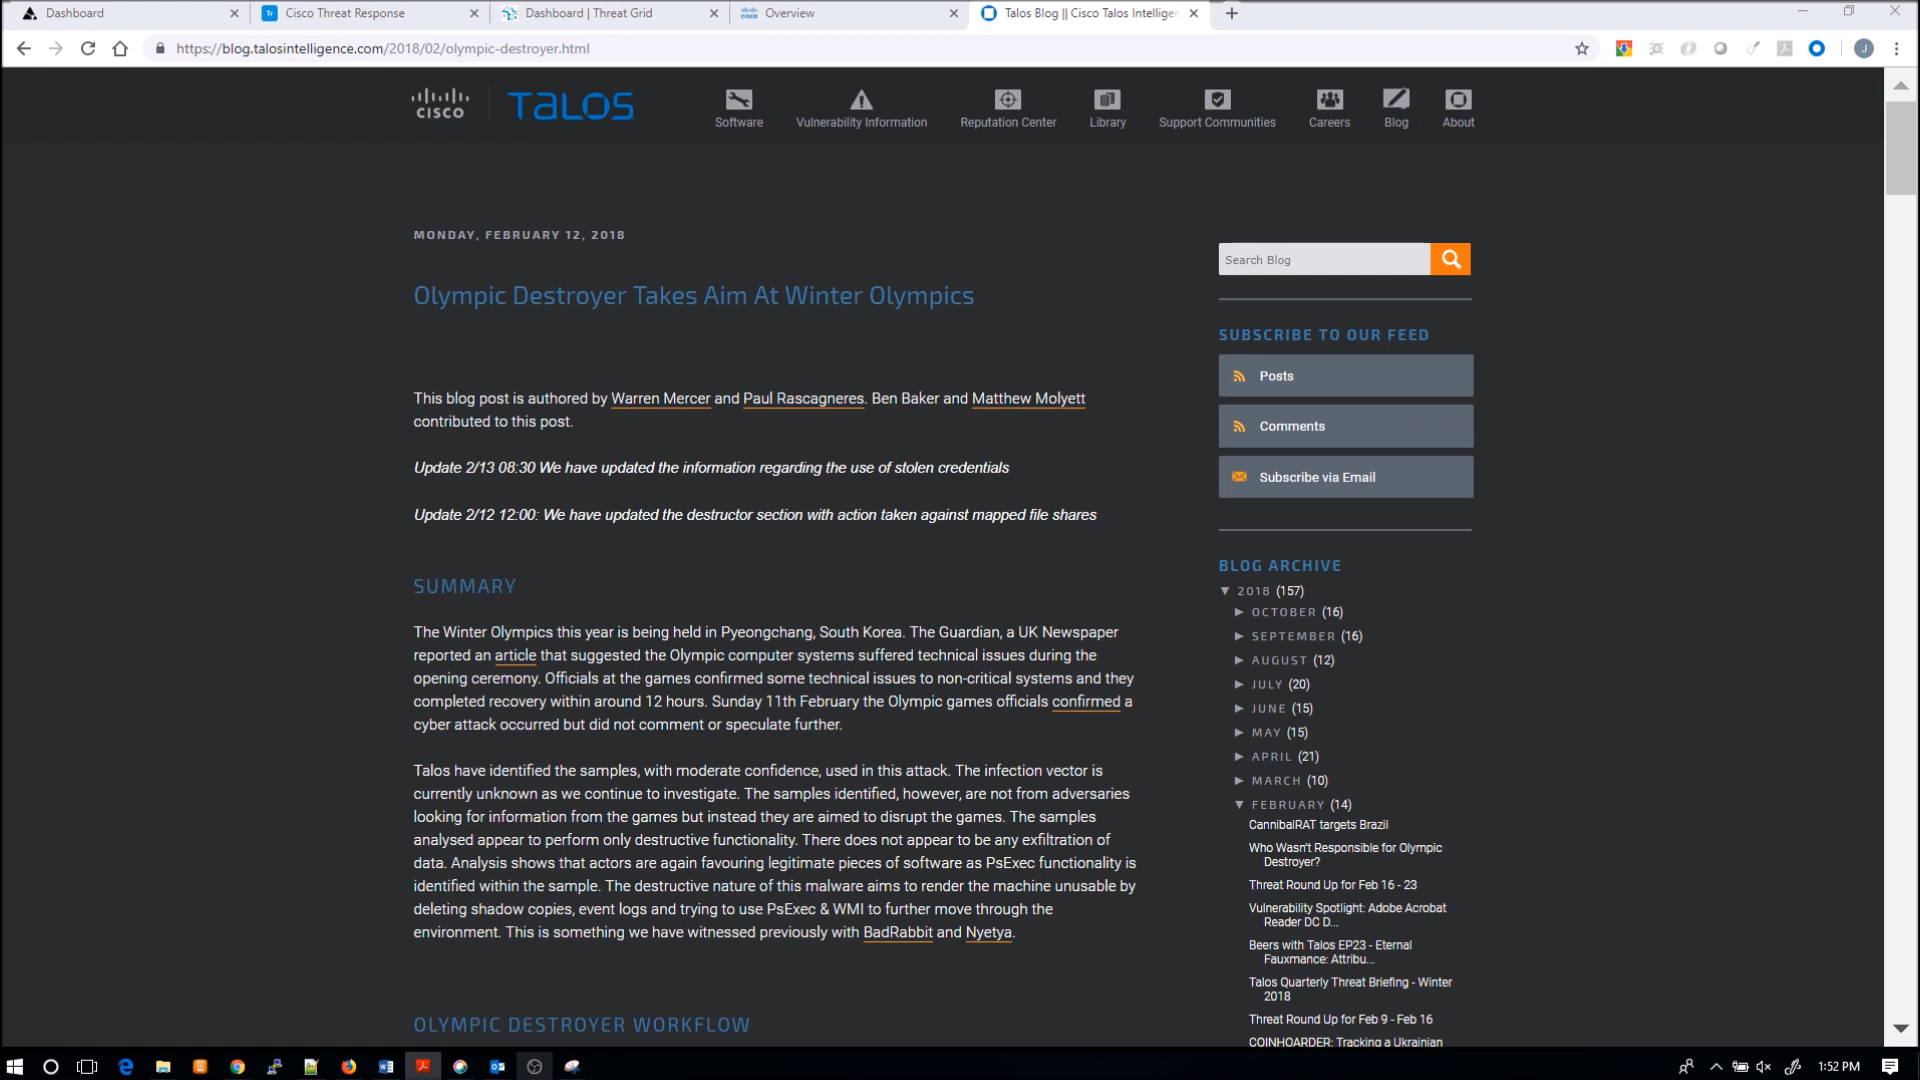 Dashboard
Cisco Threat Response
Dashboard | Threat Grid
Overview
Talos Blog || Cisco Talos Intellige
https://blog.talosintelligence.com/2018/02/olympic-destroyer.html
J
CISCO
TALOS
Software
Vulnerability Information
Reputation Center
Library
Support Communities
Careers
Blog
About
MONDAY, FEBRUARY 12, 2018
Olympic Destroyer Takes Aim At Winter Olympics
This blog post is authored by Warren Mercer and Paul Rascagneres. Ben Baker and Matthew Molyett
contributed to this post.
Update 2/13 08:30 We have updated the information regarding the use of stolen credentials
Update 2/12 12:00: We have updated the destructor section with action taken against mapped file shares
SUMMARY
The Winter Olympics this year is being held in Pyeongchang, South Korea. The Guardian, a UK Newspaper
reported an article that suggested the Olympic computer systems suffered technical issues during the
opening ceremony. Officials at the games confirmed some technical issues to non-critical systems and they
completed recovery within around 12 hours. Sunday 11th February the Olympic games officials confirmed a
cyber attack occurred but did not comment or speculate further.
Talos have identified the samples, with moderate confidence, used in this attack. The infection vector is
currently unknown as we continue to investigate. The samples identified, however, are not from adversaries
looking for information from the games but instead they are aimed to disrupt the games. The samples
analysed appear to perform only destructive functionality. There does not appear to be any exfiltration of
data. Analysis shows that actors are again favouring legitimate pieces of software as PsExec functionality is
identified within the sample. The destructive nature of this malware aims to render the machine unusable by
deleting shadow copies, event logs and trying to use PsExec & WMI to further move through the
environment. This is something we have witnessed previously with BadRabbit and Nyetya.
OLYMPIC DESTROYER WORKFLOW
Search Blog
SUBSCRIBE TO OUR FEED
Posts
Comments
Subscribe via Email
BLOG ARCHIVE
▼ 2018 (157)
► OCTOBER (16)
► SEPTEMBER (16)
► AUGUST (12)
► JULY (20)
► JUNE (15)
► MAY (15)
► APRIL (21)
► MARCH (10)
▼ FEBRUARY (14)
CannibalRAT targets Brazil
Who Wasn't Responsible for Olympic
Destroyer?
Threat Round Up for Feb 16 - 23
Vulnerability Spotlight: Adobe Acrobat
Reader DC D...
Beers with Talos EP23 - Eternal
Fauxmance: Attribu...
Talos Quarterly Threat Briefing - Winter
2018
Threat Round Up for Feb 9 - Feb 16
COINHOARDER: Tracking a Ukrainian
1:52 PM